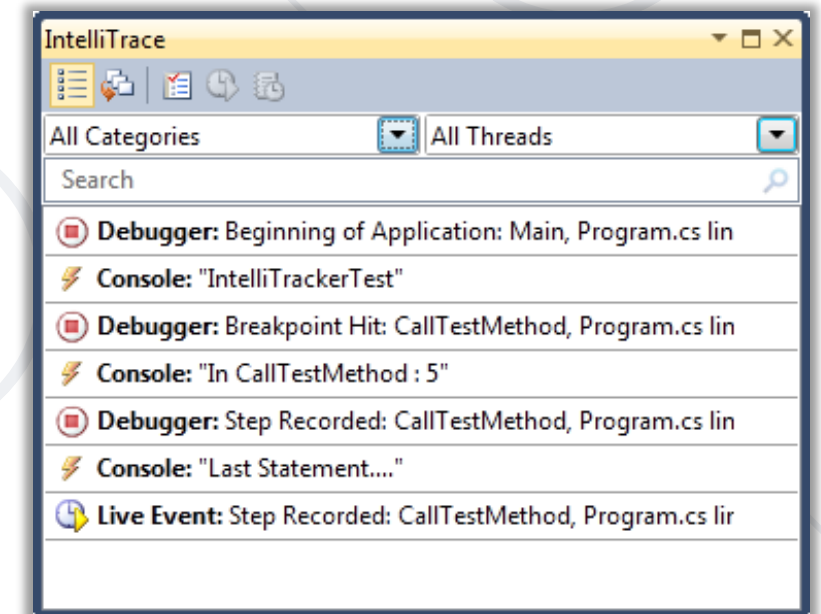 IntelliTrace
All Categories All Threads
Search
Debugger: Beginning of Application: Main, Program.cs lin
Console: "IntelliTrackerTest"
Debugger: Breakpoint Hit: CallTestMethod, Program.cs lin
Console: "In CallTestMethod : 5"
Debugger: Step Recorded: CallTestMethod, Program.cs lin
Console: "Last Statement...."
Live Event: Step Recorded: CallTestMethod, Program.cs lir